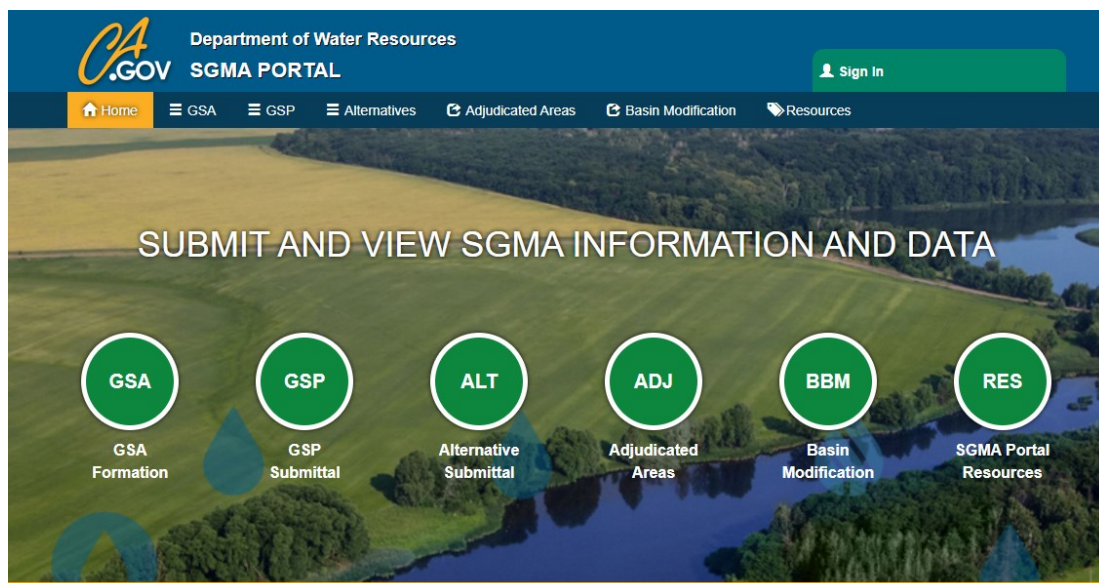 CA
.GOV
Department of Water Resources
SGMA PORTAL
Sign In
Home
GSA
GSP
Alternatives
Adjudicated Areas
Basin Modification
Resources
SUBMIT AND VIEW SGMA INFORMATION AND DATA
GSA
GSP
ALT
ADJ
BBM
RES
GSA
Formation
GSP
Submittal
Alternative
Submittal
Adjudicated
Areas
Basin
Modification
SGMA Portal
Resources